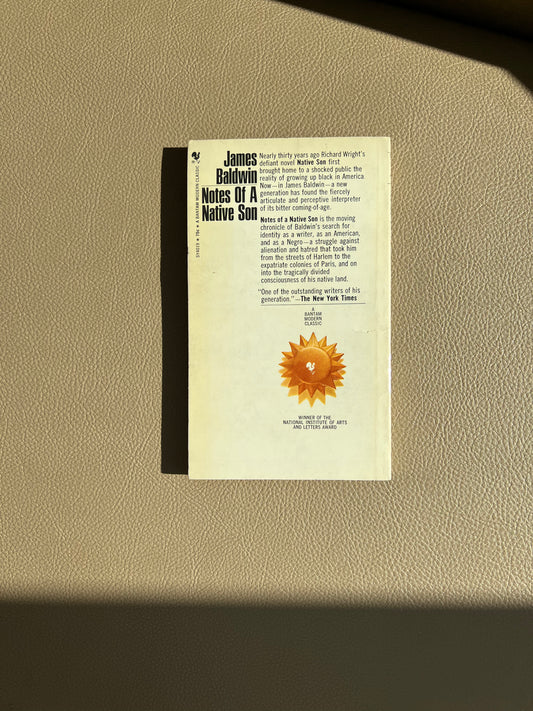 James
Baldwin
Notes Of A
Native Son
Nearly thirty years ago Richard Wright's
defiant novel Native Son first
brought home to a shocked public the
reality of growing up black in America
Now—in James Baldwin—a new
generation has found the fiercely
articulate and perceptive interpreter
of its bitter coming-of-age.
Notes of a Native Son is the moving
chronicle of Baldwin's search for
identity as a writer, as an American,
and as a Negro—a struggle against
alienation and hatred that took him
from the streets of Harlem to the
expatriate colonies of Paris, and on
into the tragically divided
consciousness of his native land.
"One of the outstanding writers of his
generation."—The New York Times
A
BANTAM
MODERN
CLASSIC
WINNER OF THE
NATIONAL INSTITUTE OF ARTS
AND LETTERS AWARD
75¢ ★ A BANTAM MODERN CLASSIC